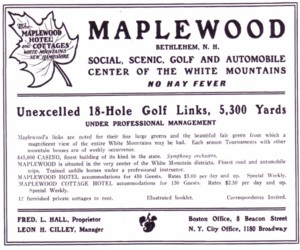 The
MAPLEWOOD
HOTEL
and COTTAGES
WHITE MOUNTAINS
NEW HAMPSHIRE
MAPLEWOOD
BETHLEHEM, N. H.
SOCIAL, SCENIC, GOLF AND AUTOMOBILE
CENTER OF THE WHITE MOUNTAINS
NO HAY FEVER
Unexcelled 18-Hole Golf Links, 5,300 Yards
UNDER PROFESSIONAL MANAGEMENT
Maplewood's links are noted for their fine large greens and the beautiful fair green from which a
magnificent view of the entire White Mountains may be had. Each season Tournaments with other
mountain houses are of weekly occurrence.
$45,000 CASINO, finest building of its kind in the state. Symphony orchestra.
MAPLEWOOD is situated in the very center of the White Mountain districts. Finest road and automobile
trips. Trained saddle horses under a professional instructor.
MAPLEWOOD HOTEL accommodations for 450 Guests. Rates $5.00 per day and up. Special Weekly.
MAPLEWOOD COTTAGE HOTEL accommodations for 150 Guests. Rates $2.50 per day and up.
Special Weekly.
12 furnished private cottages to rent. Illustrated booklet. Correspondence Invited.
FRED. L. HALL, Proprietor
LEON H. CILLEY, Manager
Boston Office, 8 Beacon Street
N. Y. City Office, 1180 Broadway